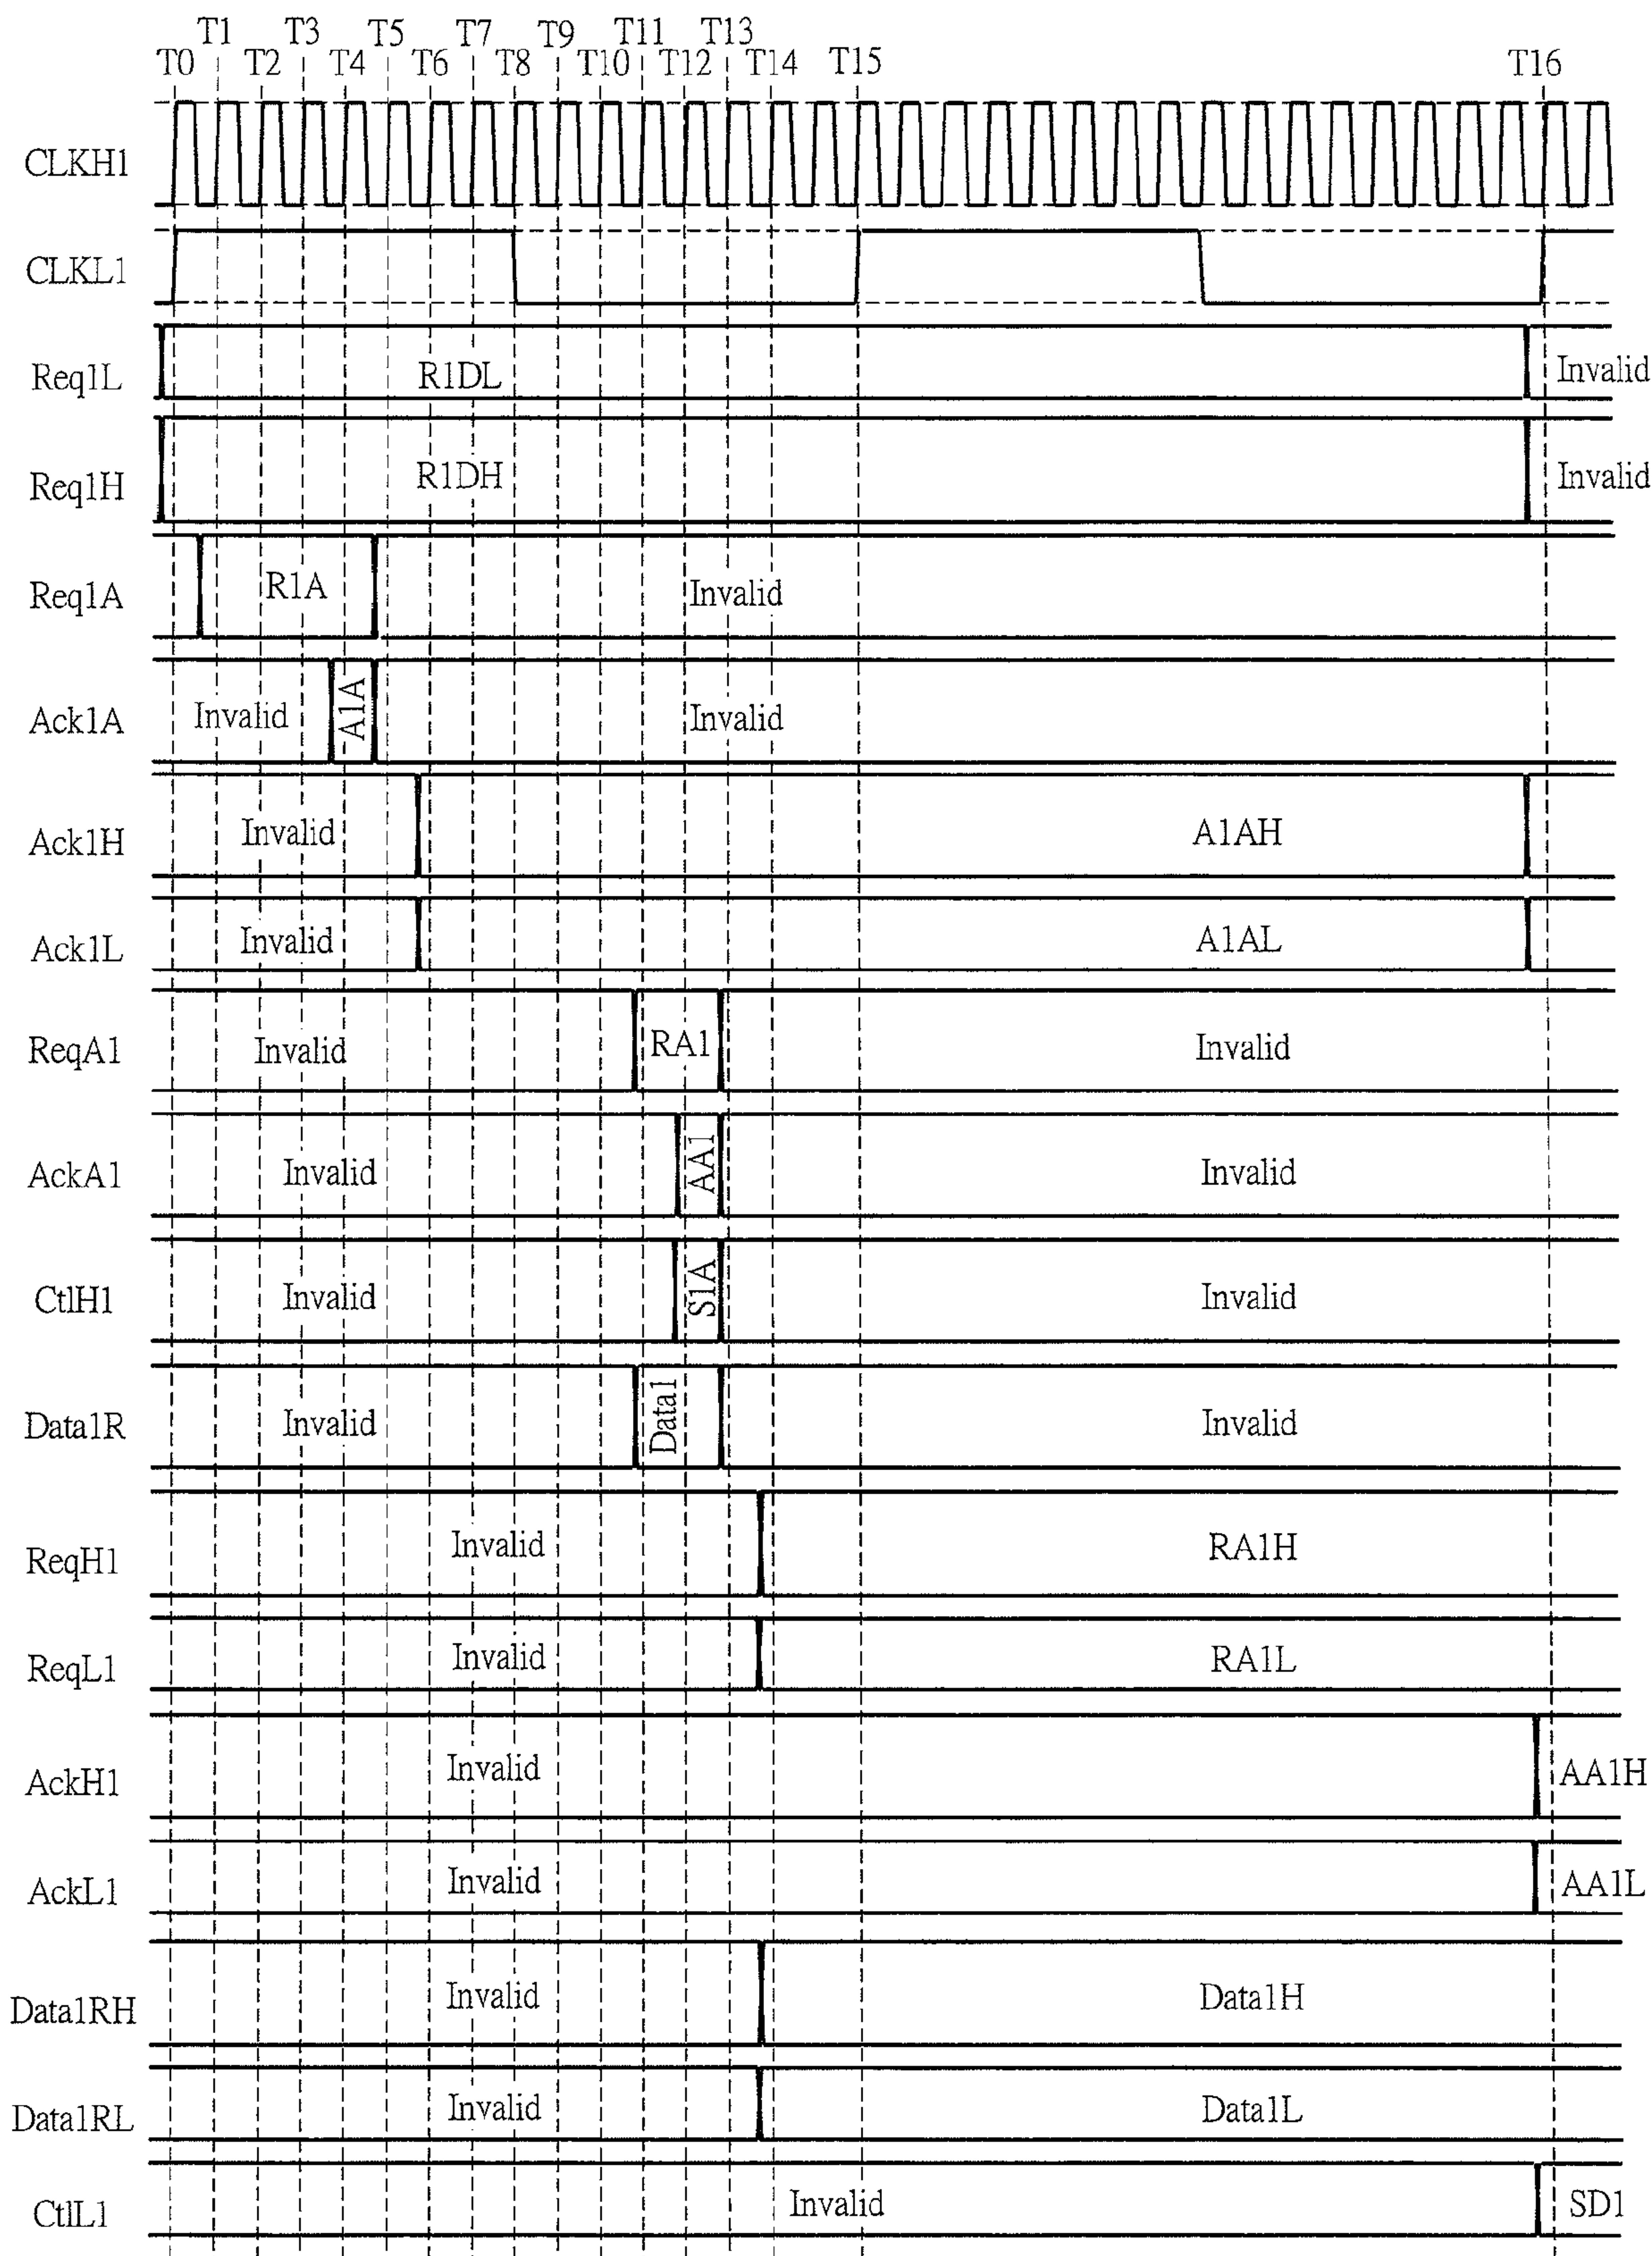 T1 T3 T5 T7 T9 T11 T13
T0 T2 T4 T6 T8 T10 T12 T14 T15 T16
CLKH1
CLKL1
Req1L R1DL Invalid
Req1H R1DH Invalid
Req1A R1A Invalid
Ack1A Invalid A1A Invalid
Ack1H Invalid A1AH
Ack1L Invalid A1AL
ReqA1 Invalid RA1 Invalid
AckA1 Invalid AA1 Invalid
CtlH1 Invalid S1A Invalid
Data1R Invalid Data1 Invalid
ReqH1 Invalid RA1H
ReqL1 Invalid RA1L
AckH1 Invalid AA1H
AckL1 Invalid AA1L
Data1RH Invalid Data1H
Data1RL Invalid Data1L
CtlL1 Invalid SD1